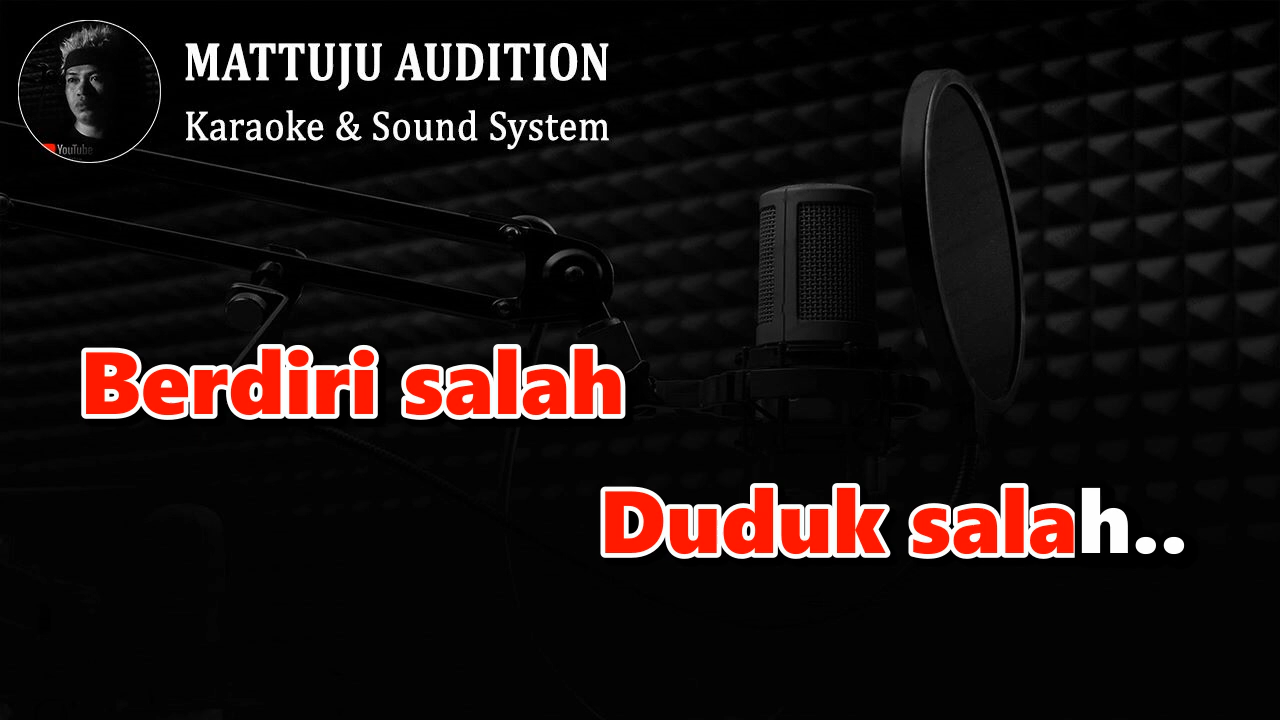 MATTUJU AUDITION
Karaoke & Sound System
YouTube
Berdiri salah
Duduk salah..